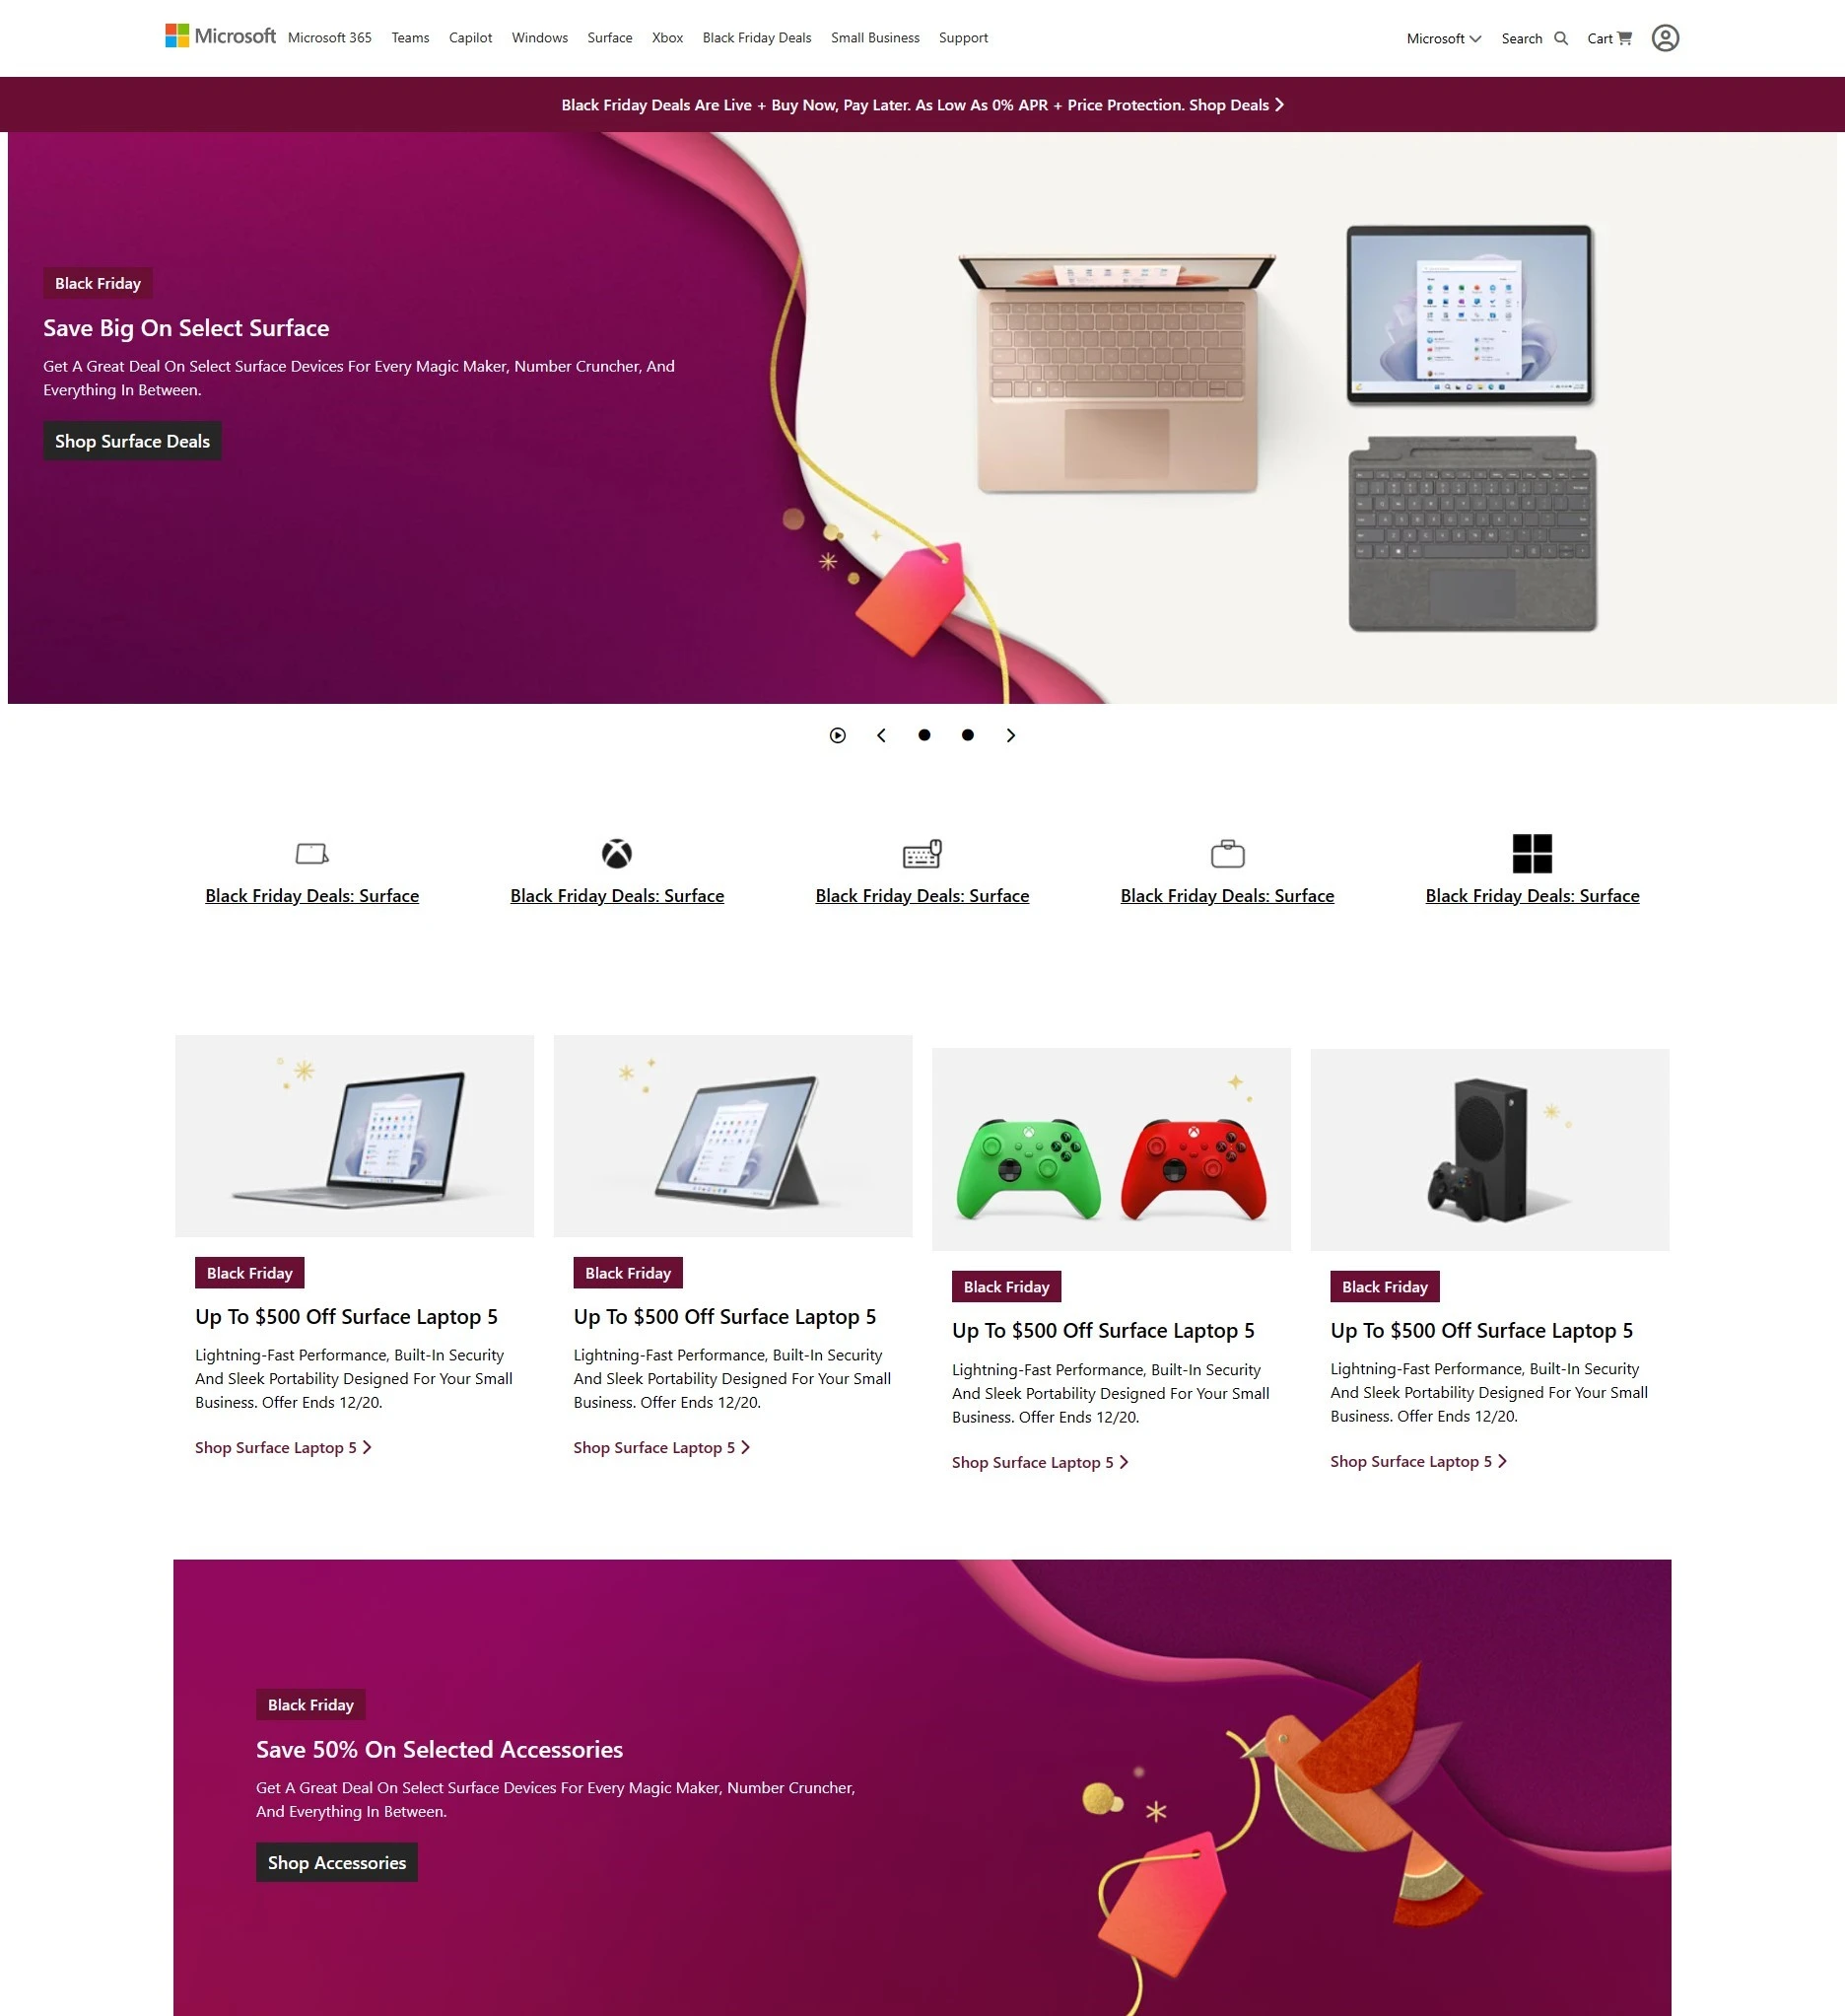 Microsoft Microsoft 365 Teams Capilot Windows Surface Xbox Black Friday Deals Small Business Support Microsoft Search Cart
Black Friday Deals Are Live + Buy Now, Pay Later. As Low As 0% APR + Price Protection. Shop Deals
Black Friday
Save Big On Select Surface
Get A Great Deal On Select Surface Devices For Every Magic Maker, Number Cruncher, And
Everything In Between.
Shop Surface Deals
Black Friday Deals: Surface
Black Friday Deals: Surface
Black Friday Deals: Surface
Black Friday Deals: Surface
Black Friday Deals: Surface
Black Friday
Up To $500 Off Surface Laptop 5
Lightning-Fast Performance, Built-In Security
And Sleek Portability Designed For Your Small
Business. Offer Ends 12/20.
Shop Surface Laptop 5
Black Friday
Up To $500 Off Surface Laptop 5
Lightning-Fast Performance, Built-In Security
And Sleek Portability Designed For Your Small
Business. Offer Ends 12/20.
Shop Surface Laptop 5
Black Friday
Up To $500 Off Surface Laptop 5
Lightning-Fast Performance, Built-In Security
And Sleek Portability Designed For Your Small
Business. Offer Ends 12/20.
Shop Surface Laptop 5
Black Friday
Up To $500 Off Surface Laptop 5
Lightning-Fast Performance, Built-In Security
And Sleek Portability Designed For Your Small
Business. Offer Ends 12/20.
Shop Surface Laptop 5
Black Friday
Save 50% On Selected Accessories
Get A Great Deal On Select Surface Devices For Every Magic Maker, Number Cruncher,
And Everything In Between.
Shop Accessories